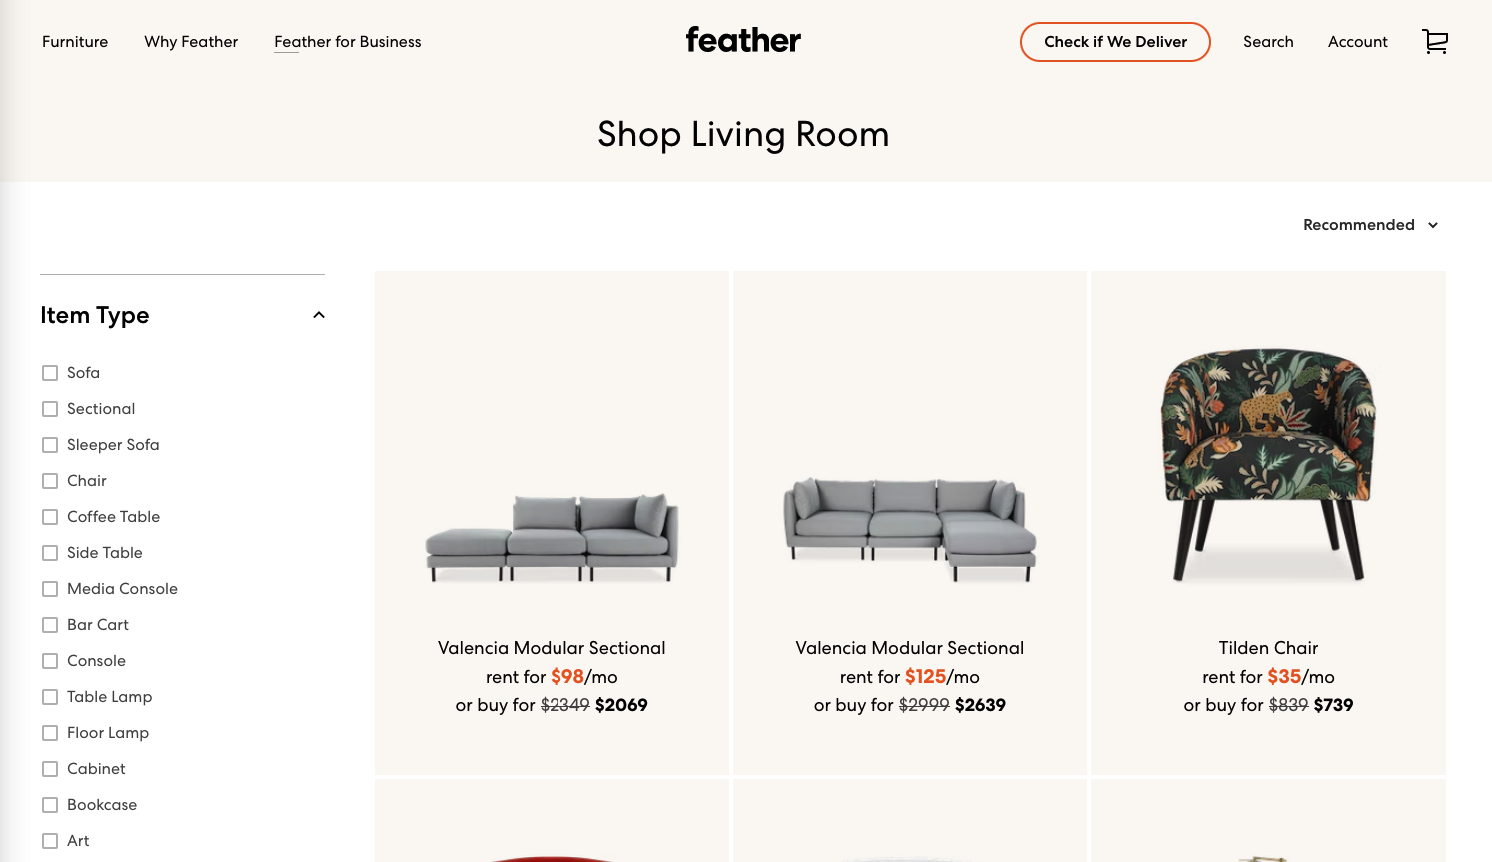 Furniture
Why Feather
Feather for Business
feather
Check if We Deliver
Search
Account
Shop Living Room
Recommended
Item Type
Sofa
Sectional
Sleeper Sofa
Chair
Coffee Table
Side Table
Media Console
Bar Cart
Console
Table Lamp
Floor Lamp
Cabinet
Bookcase
Art
Valencia Modular Sectional
rent for $98/mo
or buy for $2349 $2069
Valencia Modular Sectional
rent for $125/mo
or buy for $2999 $2639
Tilden Chair
rent for $35/mo
or buy for $839 $739